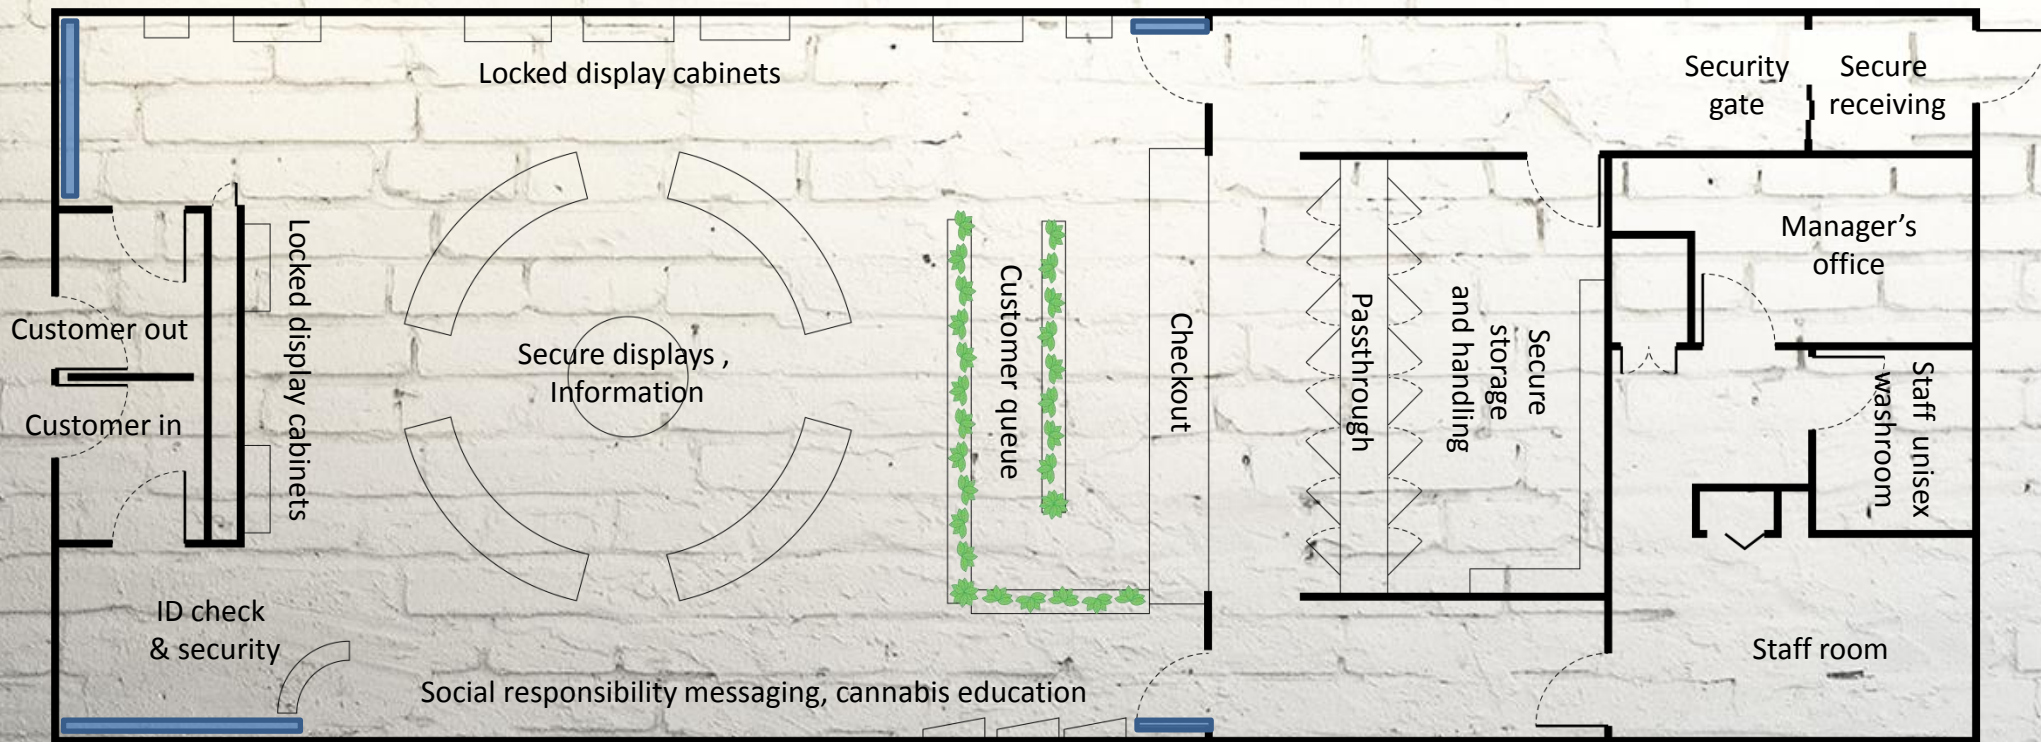 Locked display cabinets
Security
gate
Secure
receiving
Manager's
office
Locked display cabinets
Customer out
Customer in
Secure displays ,
Information
Customer queue
Checkout
Passthrough
Secure
storage
and handling
Staff unisex
washroom
ID check
& security
Social responsibility messaging, cannabis education
Staff room